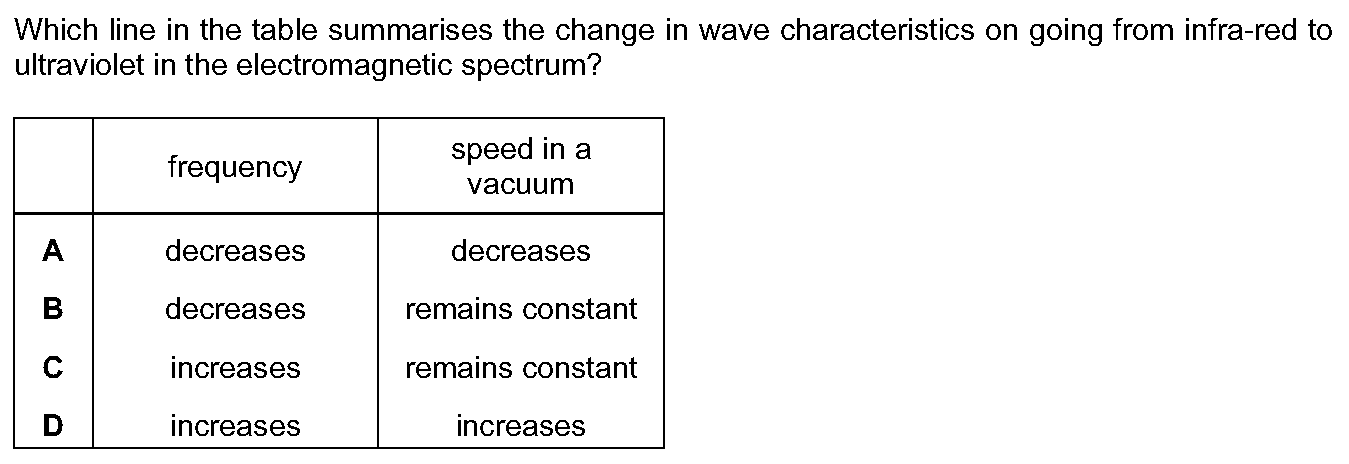 Which line in the table summarises the change in wave characteristics on going from infra-red to
ultraviolet in the electromagnetic spectrum?
frequency speed in a
vacuum
A decreases decreases
B decreases remains constant
C increases remains constant
D increases increases